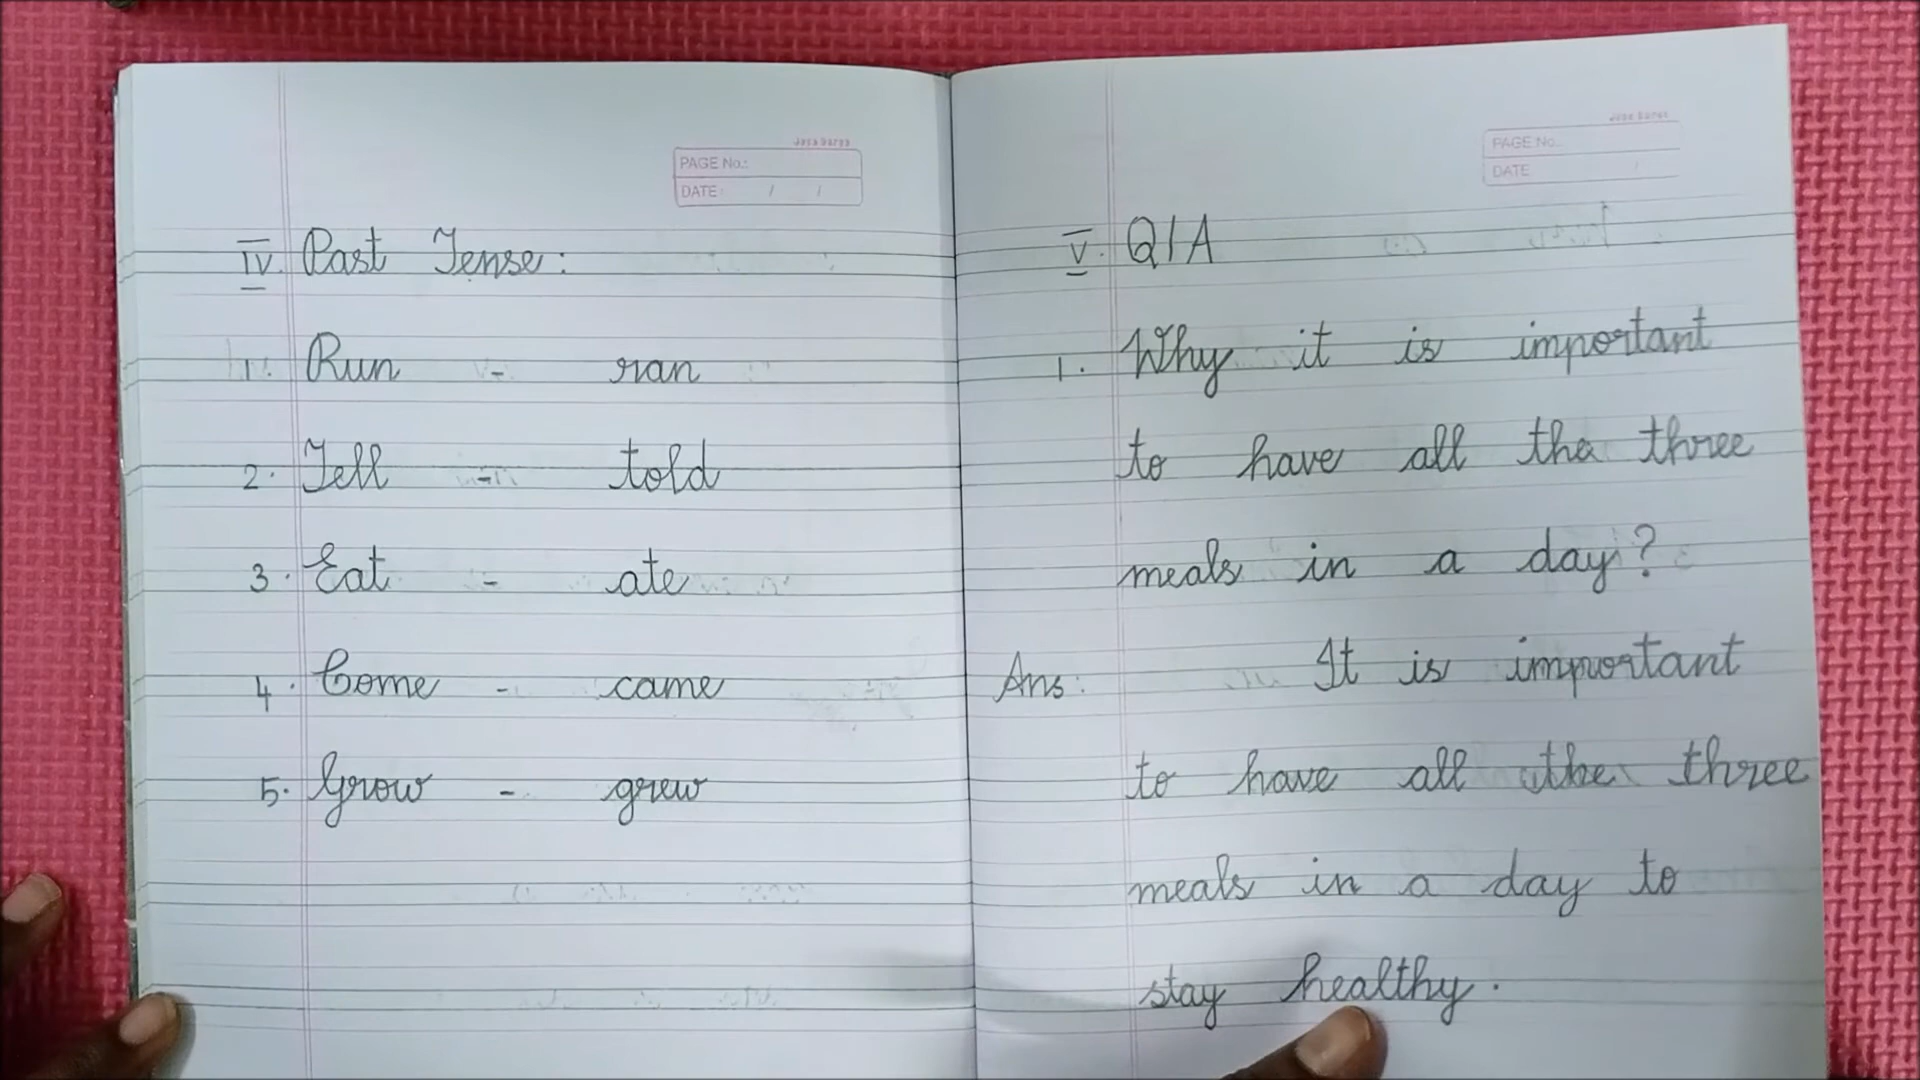 Jaya Sarga
PAGE No.:
DATE: / /
IV. Past Tense:
1. Run - ran
2. Tell - told
3. Eat - ate
4. Come - came
5. Grow - grew
PAGE No.
DATE /
V. Q/A
1. Why it is important
to have all the three
meals in a day?
Ans: It is important
to have all the three
meals in a day to
stay healthy.